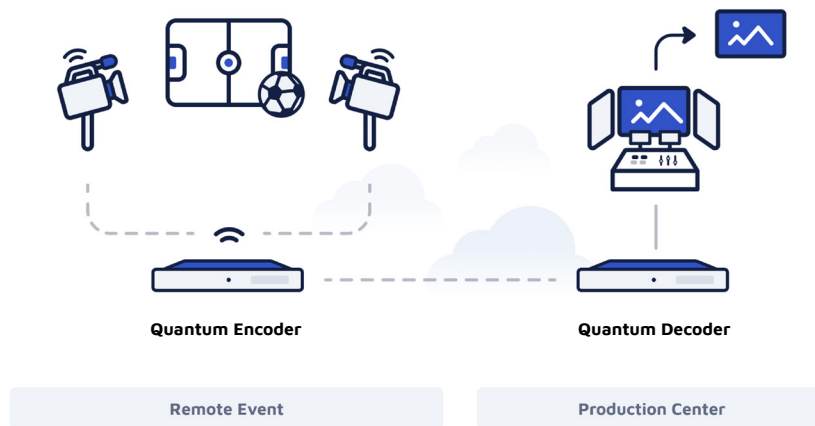 Quantum Encoder
Quantum Decoder
Remote Event
Production Center